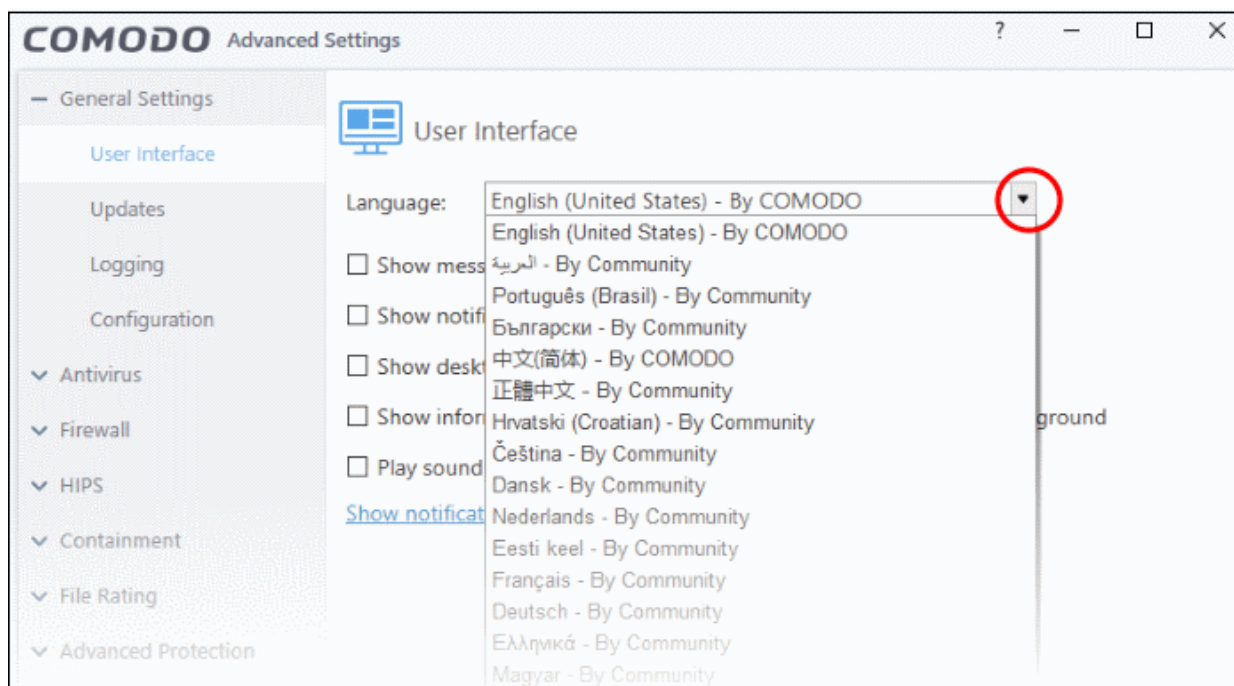 COMODO Advanced Settings ?
General Settings
User Interface
Updates
Logging
Configuration
Antivirus
Firewall
HIPS
Containment
File Rating
Advanced Protection
User Interface
Language: English (United States) - By COMODO
English (United States) - By COMODO
العربية - By Community
Português (Brasil) - By Community
Български - By Community
中文(简体) - By COMODO
正體中文 - By Community
Hrvatski (Croatian) - By Community
Čeština - By Community
Dansk - By Community
Nederlands - By Community
Eesti keel - By Community
Français - By Community
Deutsch - By Community
Ελληνικά - By Community
Magyar - By Community
Show mess
Show notifi
Show deskt
Show infor ground
Play sound
Show notificat